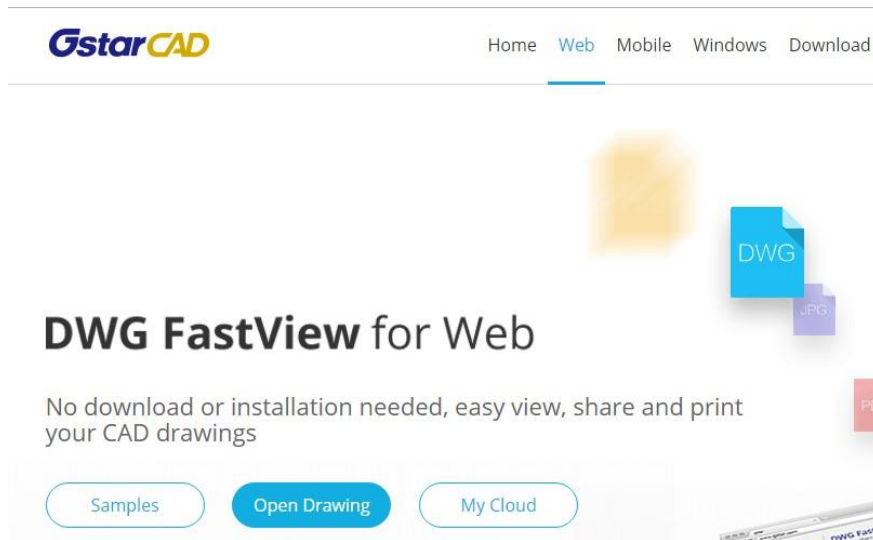 GstarCAD
Home Web Mobile Windows Download
DWG
JPG
DWG FastView for Web
No download or installation needed, easy view, share and print
your CAD drawings
Samples Open Drawing My Cloud